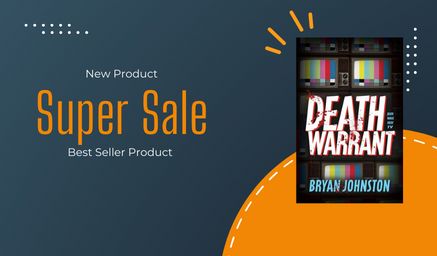 New Product
Super Sale
Best Seller Product
DEATH
WARRANT
BRYAN JOHNSTON